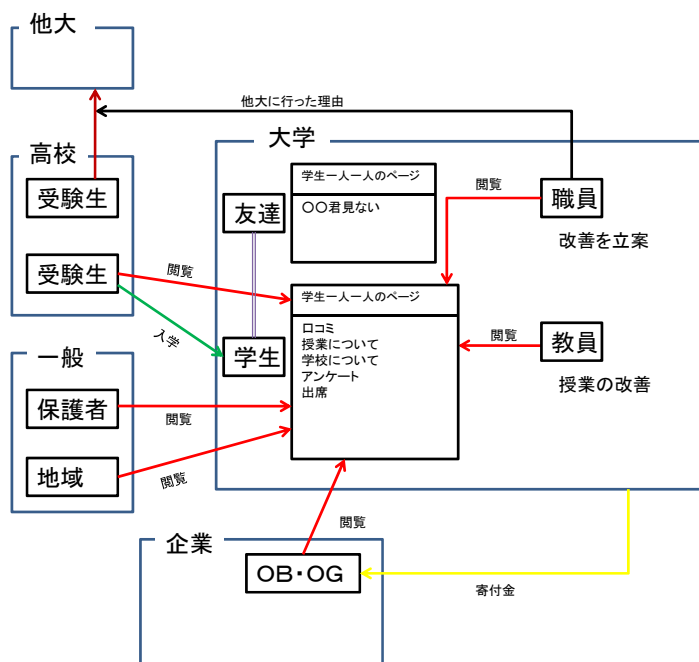 他大
他大に行った理由
大学
高校
学生一人一人のページ
受験生
友達
〇〇君見ない
閲覧
職員
改善を立案
受験生
閲覧
学生一人一人のページ
入学
学生
口コミ
授業について
学校について
アンケート
出席
閲覧
教員
授業の改善
一般
保護者
閲覧
地域
閲覧
閲覧
企業
OB・OG
寄付金